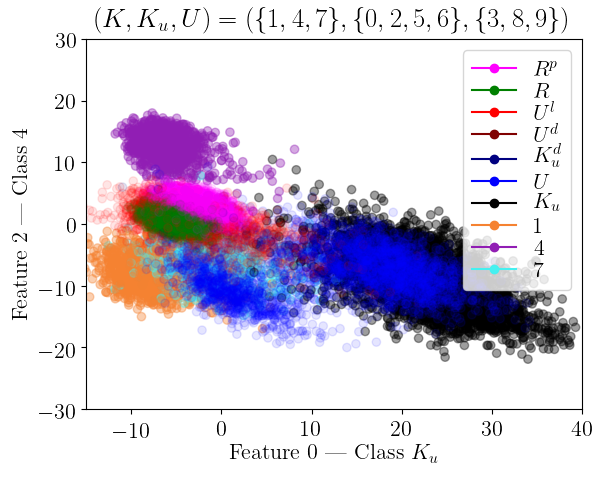 (K, K_u, U) = ({1, 4, 7}, {0, 2, 5, 6}, {3, 8, 9})
30
20
10
0
−10
−20
−30
−10
0
10
20
30
40
Feature 2 — Class 4
Feature 0 — Class K_u
R^p
R
U^l
U^d
K_u^d
U
K_u
1
4
7